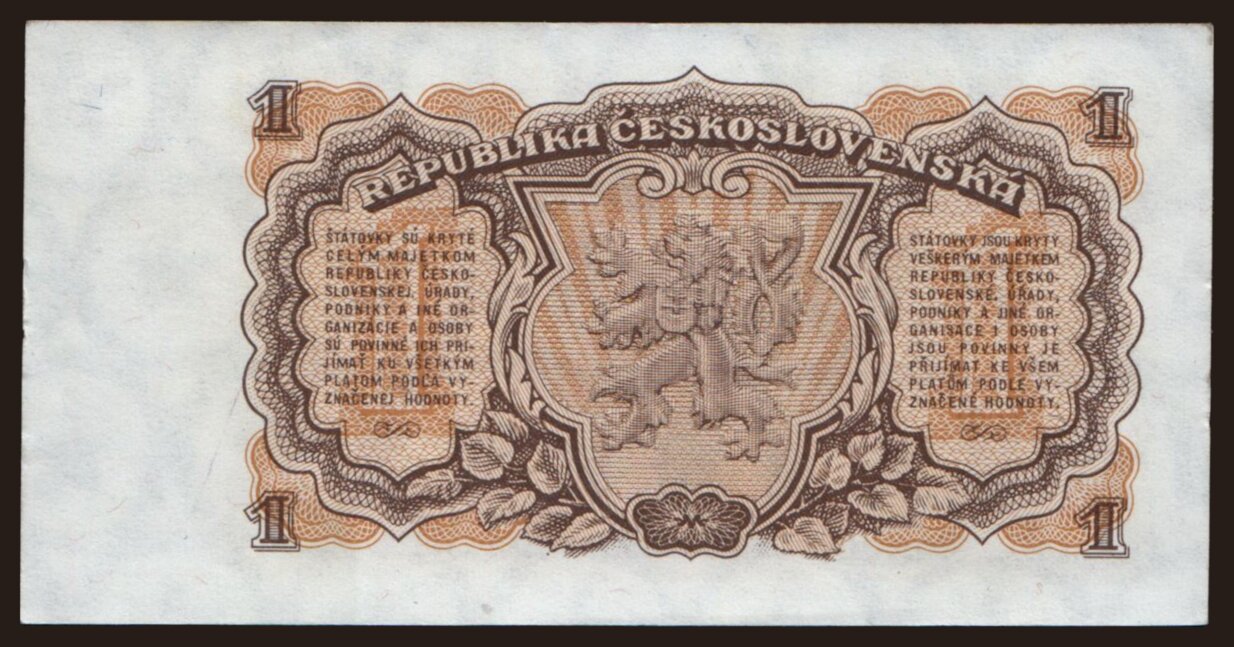 1
1
REPUBLIKA ČESKOSLOVENSKÁ
ŠTÁTOVKY SÚ KRYTÉ
CELÝM MAJETKOM
REPUBLIKY ČESKO-
SLOVENSKEJ. ÚRADY,
PODNIKY A INÉ OR-
GANIZÁCIE A OSOBY
SÚ POVINNÉ ICH PRI-
JÍMAŤ KU VŠETKÝM
PLATOM PODĽA VY-
ZNAČENEJ HODNOTY.
1
STÁTOVKY JSOU KRYTY
VEŠKERÝM MAJETKEM
REPUBLIKY ČESKO-
SLOVENSKÉ. ÚŘADY,
PODNIKY A JINÉ OR-
GANISACE I OSOBY
JSOU POVINNY JE
PŘIJÍMAT KE VŠEM
PLATŮM PODLE VY-
ZNAČENÉ HODNOTY.
1
1
1